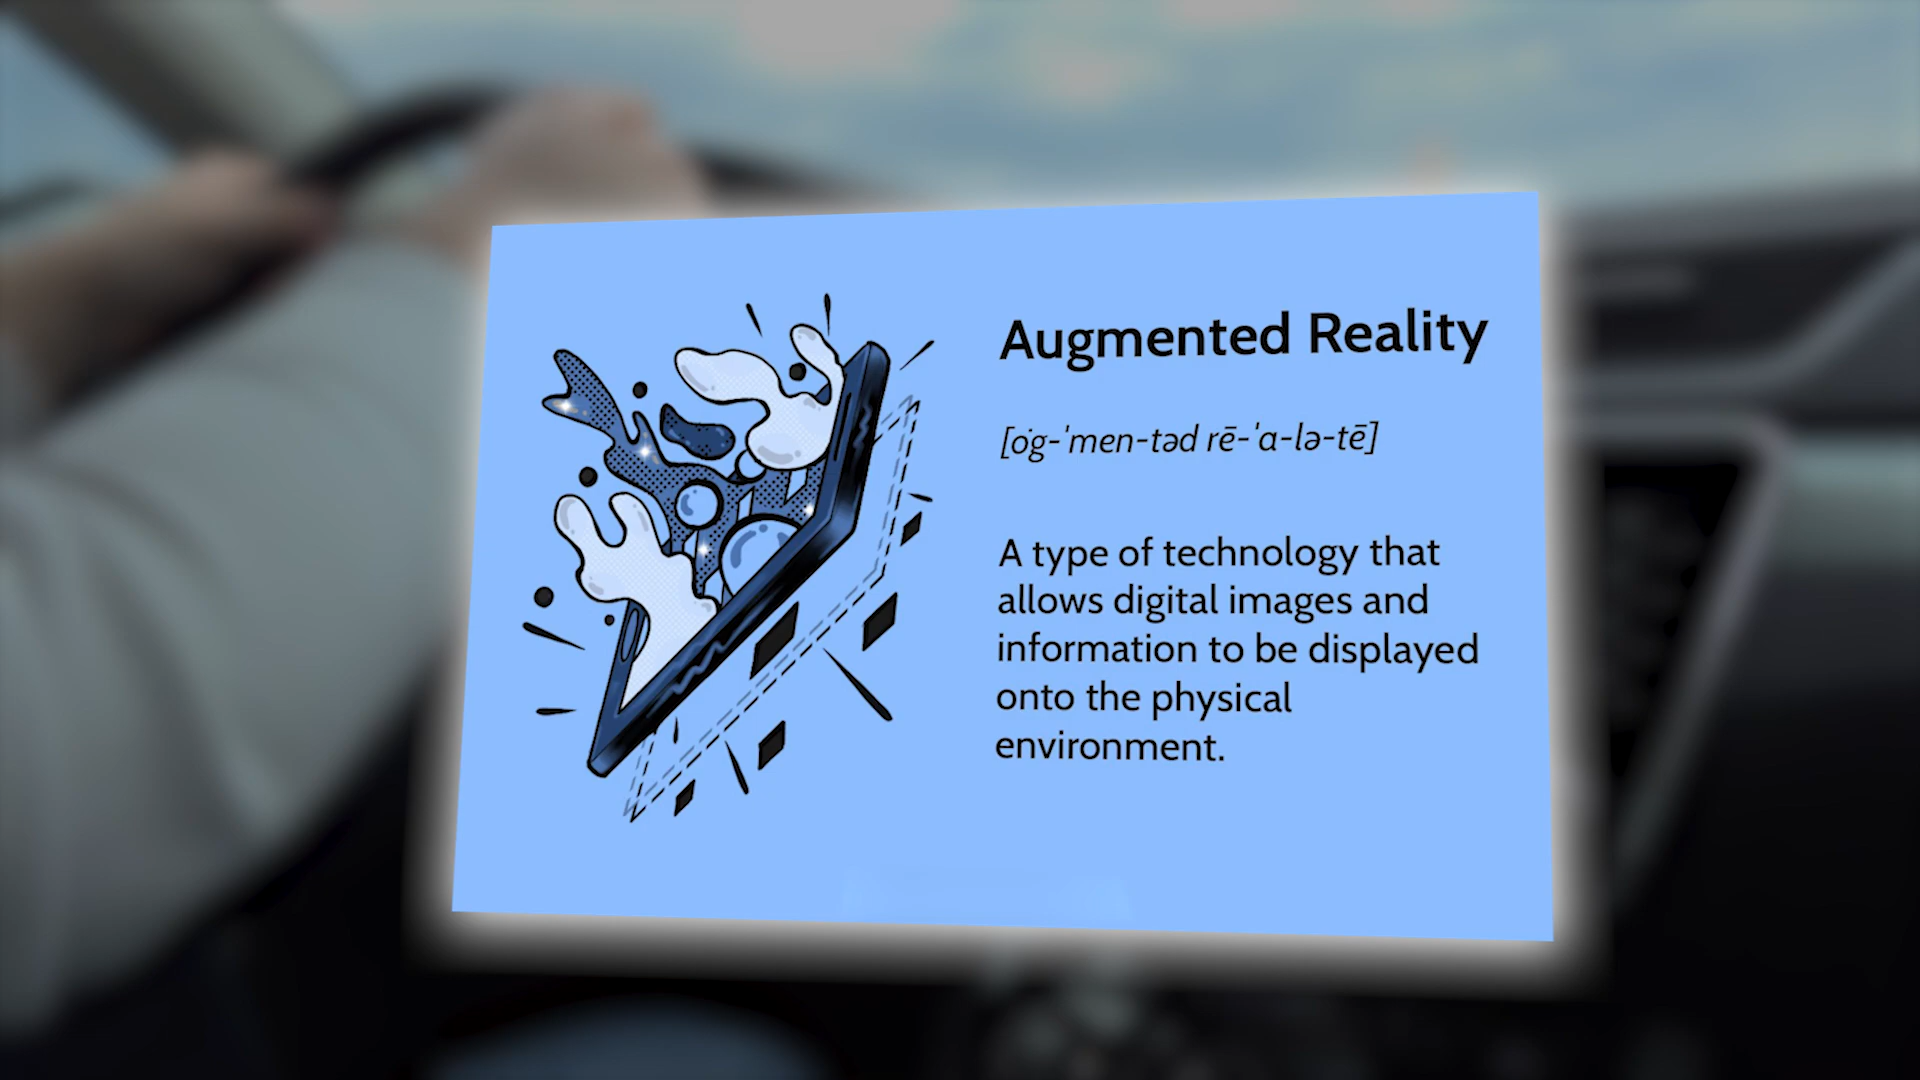 Augmented Reality
[ȯg-ˈmen-təd rē-ˈa-lə-tē]
A type of technology that
allows digital images and
information to be displayed
onto the physical
environment.